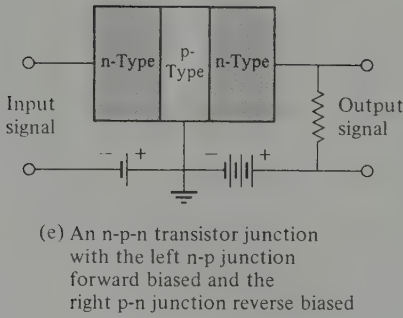 n-Type
p-
Type
n-Type
Input
signal
Output
signal
- +
- +
(e) An n-p-n transistor junction
with the left n-p junction
forward biased and the
right p-n junction reverse biased